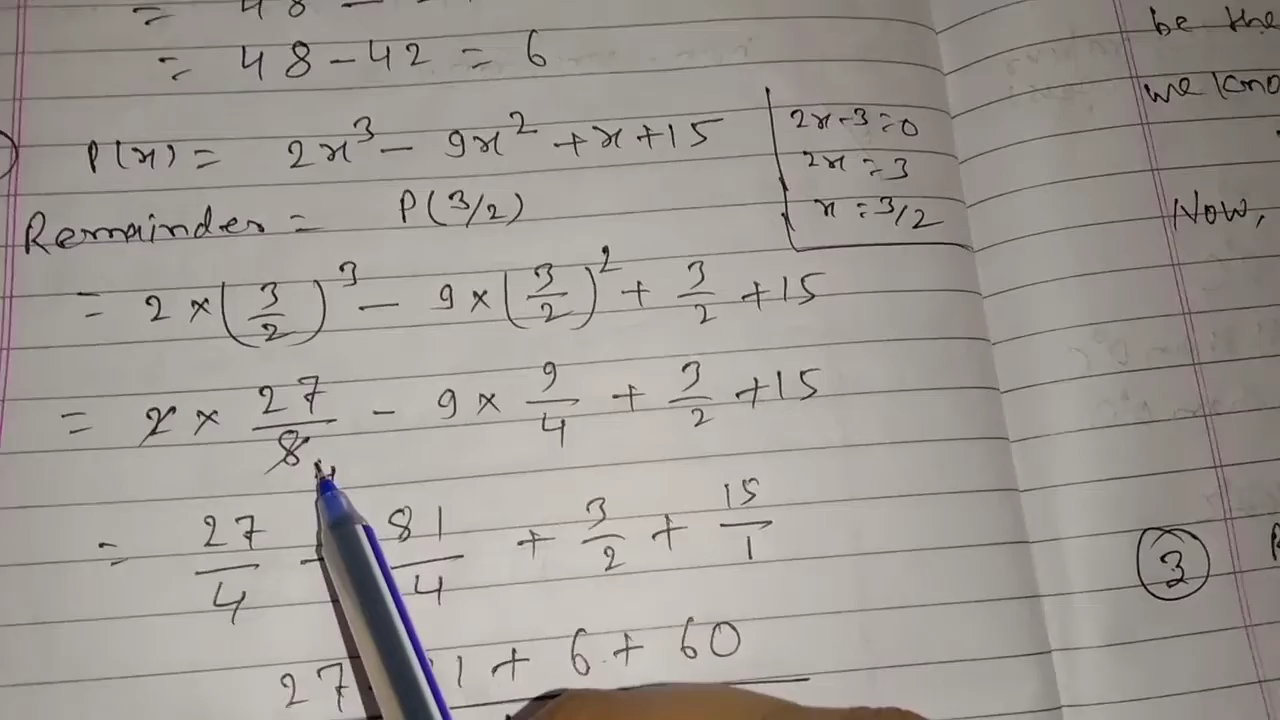 = 48 -
= 48 - 42 = 6
P(x) = 2x³ - 9x² + x + 15
2x - 3 = 0
2x = 3
x = 3/2
Remainder = P(3/2)
= 2 × (3/2)³ - 9 × (3/2)² + 3/2 + 15
= 2 × 27/8 - 9 × 9/4 + 3/2 + 15
= 27/4 - 81/4 + 3/2 + 15/1
27 1 + 6 + 60
be the
we kno
Now,
3